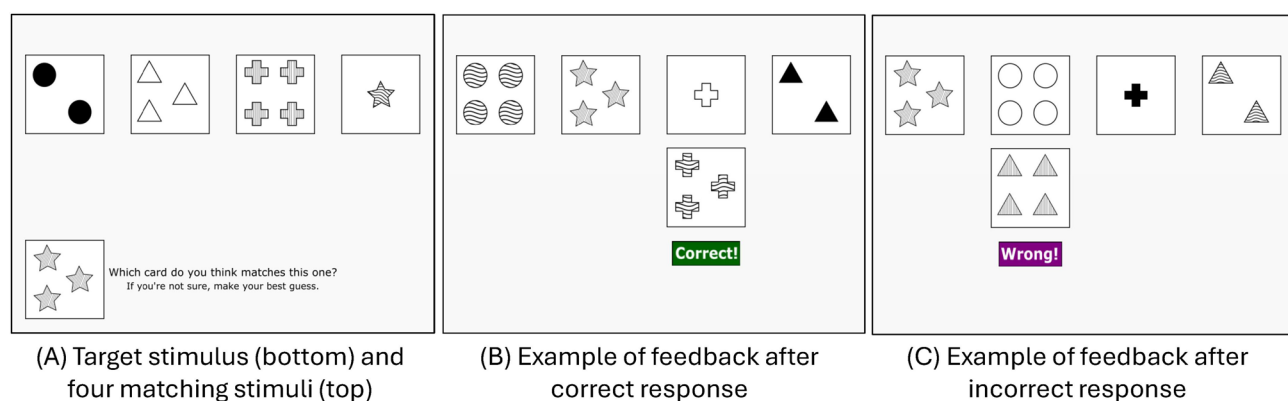 Which card do you think matches this one?
If you're not sure, make your best guess.
Correct!
Wrong!
(A) Target stimulus (bottom) and
four matching stimuli (top)
(B) Example of feedback after
correct response
(C) Example of feedback after
incorrect response